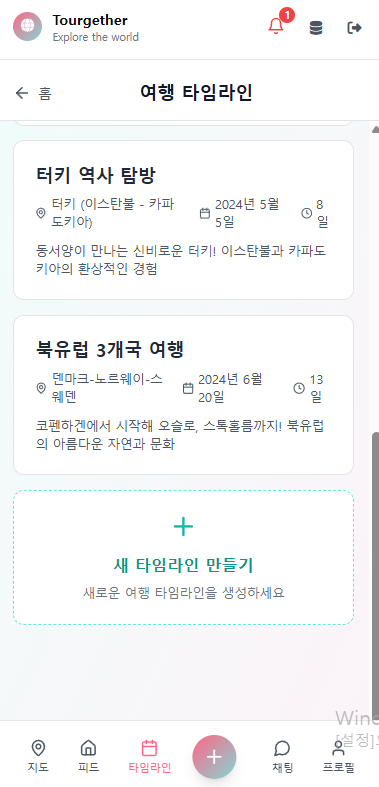 Tourgether
Explore the world
1
홈
여행 타임라인
터키 역사 탐방
터키 (이스탄불 - 카파
도키아)
2024년 5월
5일
8
일
동서양이 만나는 신비로운 터키! 이스탄불과 카파도
키아의 환상적인 경험
북유럽 3개국 여행
덴마크-노르웨이-스
웨덴
2024년 6월
20일
13
일
코펜하겐에서 시작해 오슬로, 스톡홀름까지! 북유럽
의 아름다운 자연과 문화
새 타임라인 만들기
새로운 여행 타임라인을 생성하세요
지도
피드
타임라인
채팅
프로필
[설정]